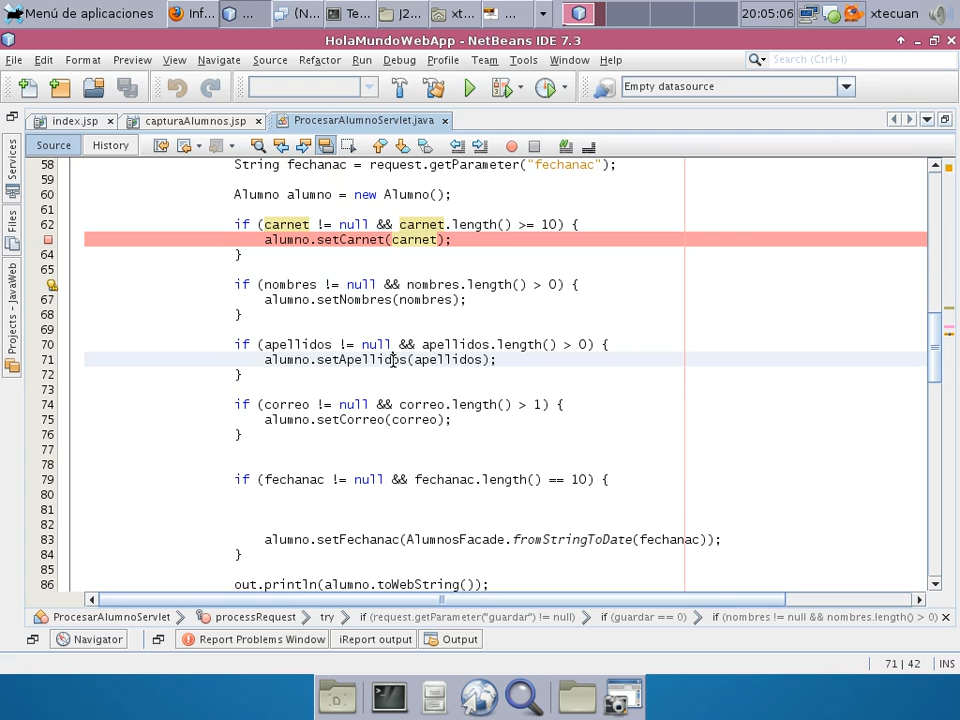 Menú de aplicaciones Inf... ... (N... Te... J2... xt... ... 20:05:06 xtecuan
HolaMundoWebApp - NetBeans IDE 7.3
File Edit Format Preview View Navigate Source Refactor Run Debug Profile Team Tools Window Help Search (Ctrl+I)
Empty datasource
index.jsp capturaAlumnos.jsp ProcesarAlumnoServlet.java
Source History
Services
Files
Projects - JavaWeb
58 String fechanac = request.getParameter("fechanac");
59
60 Alumno alumno = new Alumno();
61
62 if (carnet != null && carnet.length() >= 10) {
alumno.setCarnet(carnet);
64 }
65
if (nombres != null && nombres.length() > 0) {
67 alumno.setNombres(nombres);
68 }
69
70 if (apellidos != null && apellidos.length() > 0) {
71 alumno.setApellidos(apellidos);
72 }
73
74 if (correo != null && correo.length() > 1) {
75 alumno.setCorreo(correo);
76 }
77
78
79 if (fechanac != null && fechanac.length() == 10) {
80
81
82
83 alumno.setFechanac(AlumnosFacade.fromStringToDate(fechanac));
84 }
85
86 out.println(alumno.toWebString());
ProcesarAlumnoServlet processRequest try if (request.getParameter("guardar") != null) if (guardar == 0) if (nombres != null && nombres.length() > 0)
Navigator Report Problems Window iReport output Output
71 | 42 INS